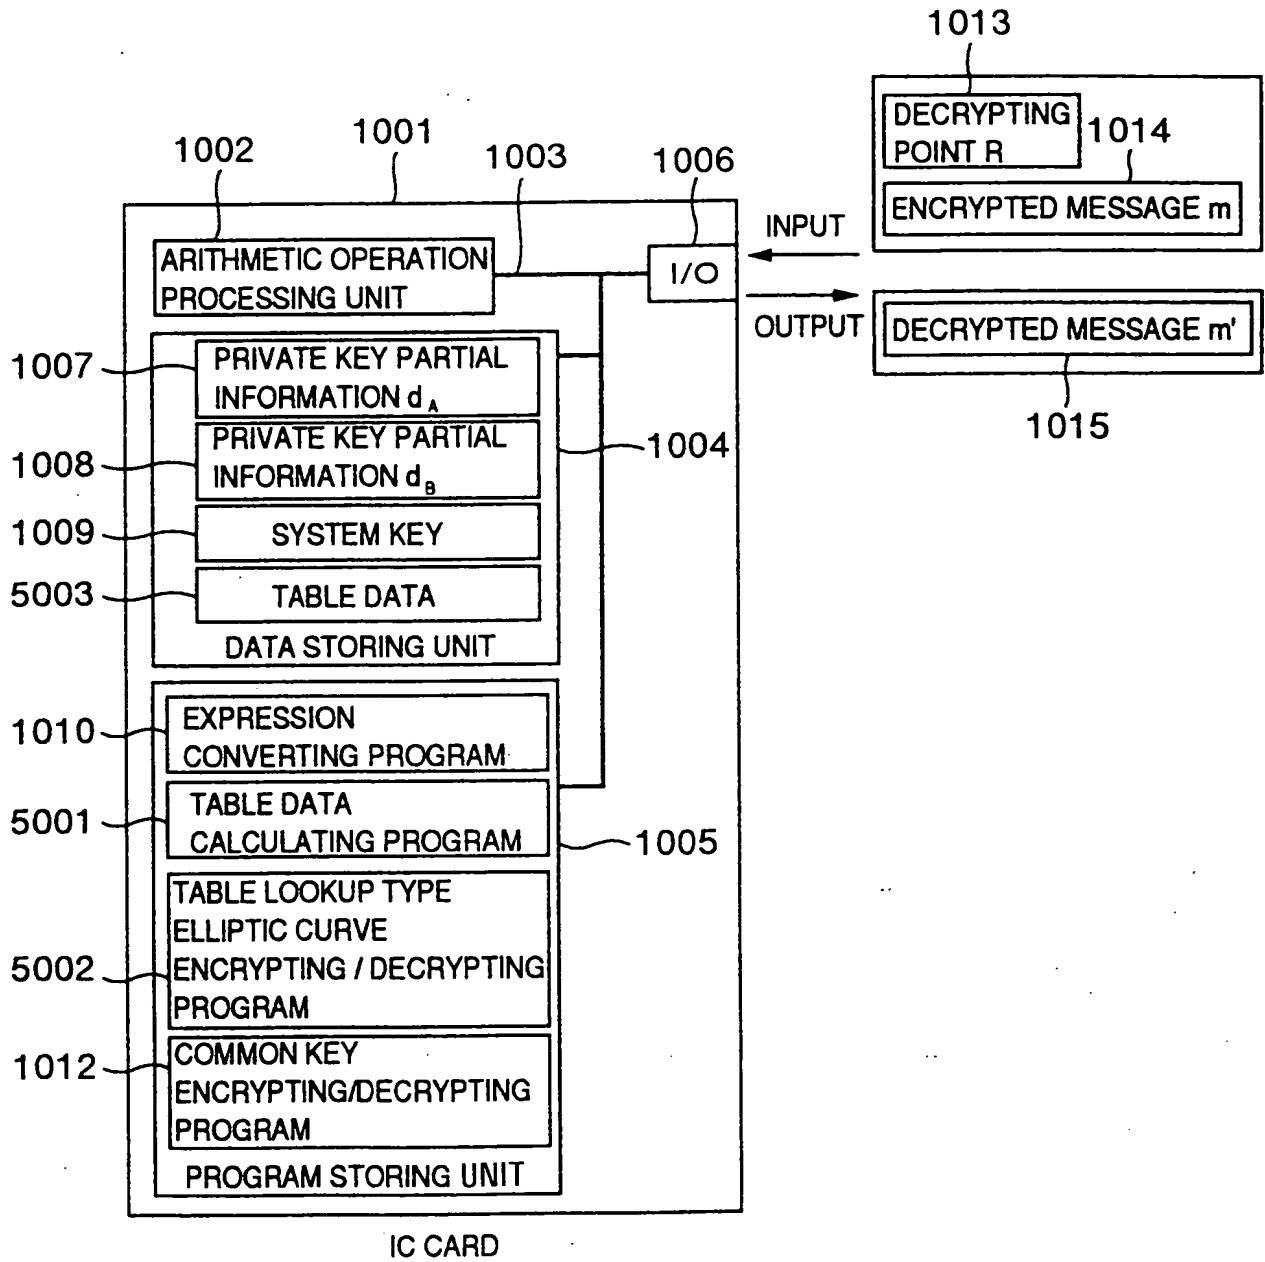 1013
DECRYPTING
POINT R
1014
ENCRYPTED MESSAGE m
1001
1002
1003
1006
INPUT
ARITHMETIC OPERATION
PROCESSING UNIT
I/O
OUTPUT
DECRYPTED MESSAGE m'
1015
1007
PRIVATE KEY PARTIAL
INFORMATION dA
1004
1008
PRIVATE KEY PARTIAL
INFORMATION dB
1009
SYSTEM KEY
5003
TABLE DATA
DATA STORING UNIT
1010
EXPRESSION
CONVERTING PROGRAM
5001
TABLE DATA
CALCULATING PROGRAM
1005
TABLE LOOKUP TYPE
ELLIPTIC CURVE
5002
ENCRYPTING / DECRYPTING
PROGRAM
1012
COMMON KEY
ENCRYPTING/DECRYPTING
PROGRAM
PROGRAM STORING UNIT
IC CARD